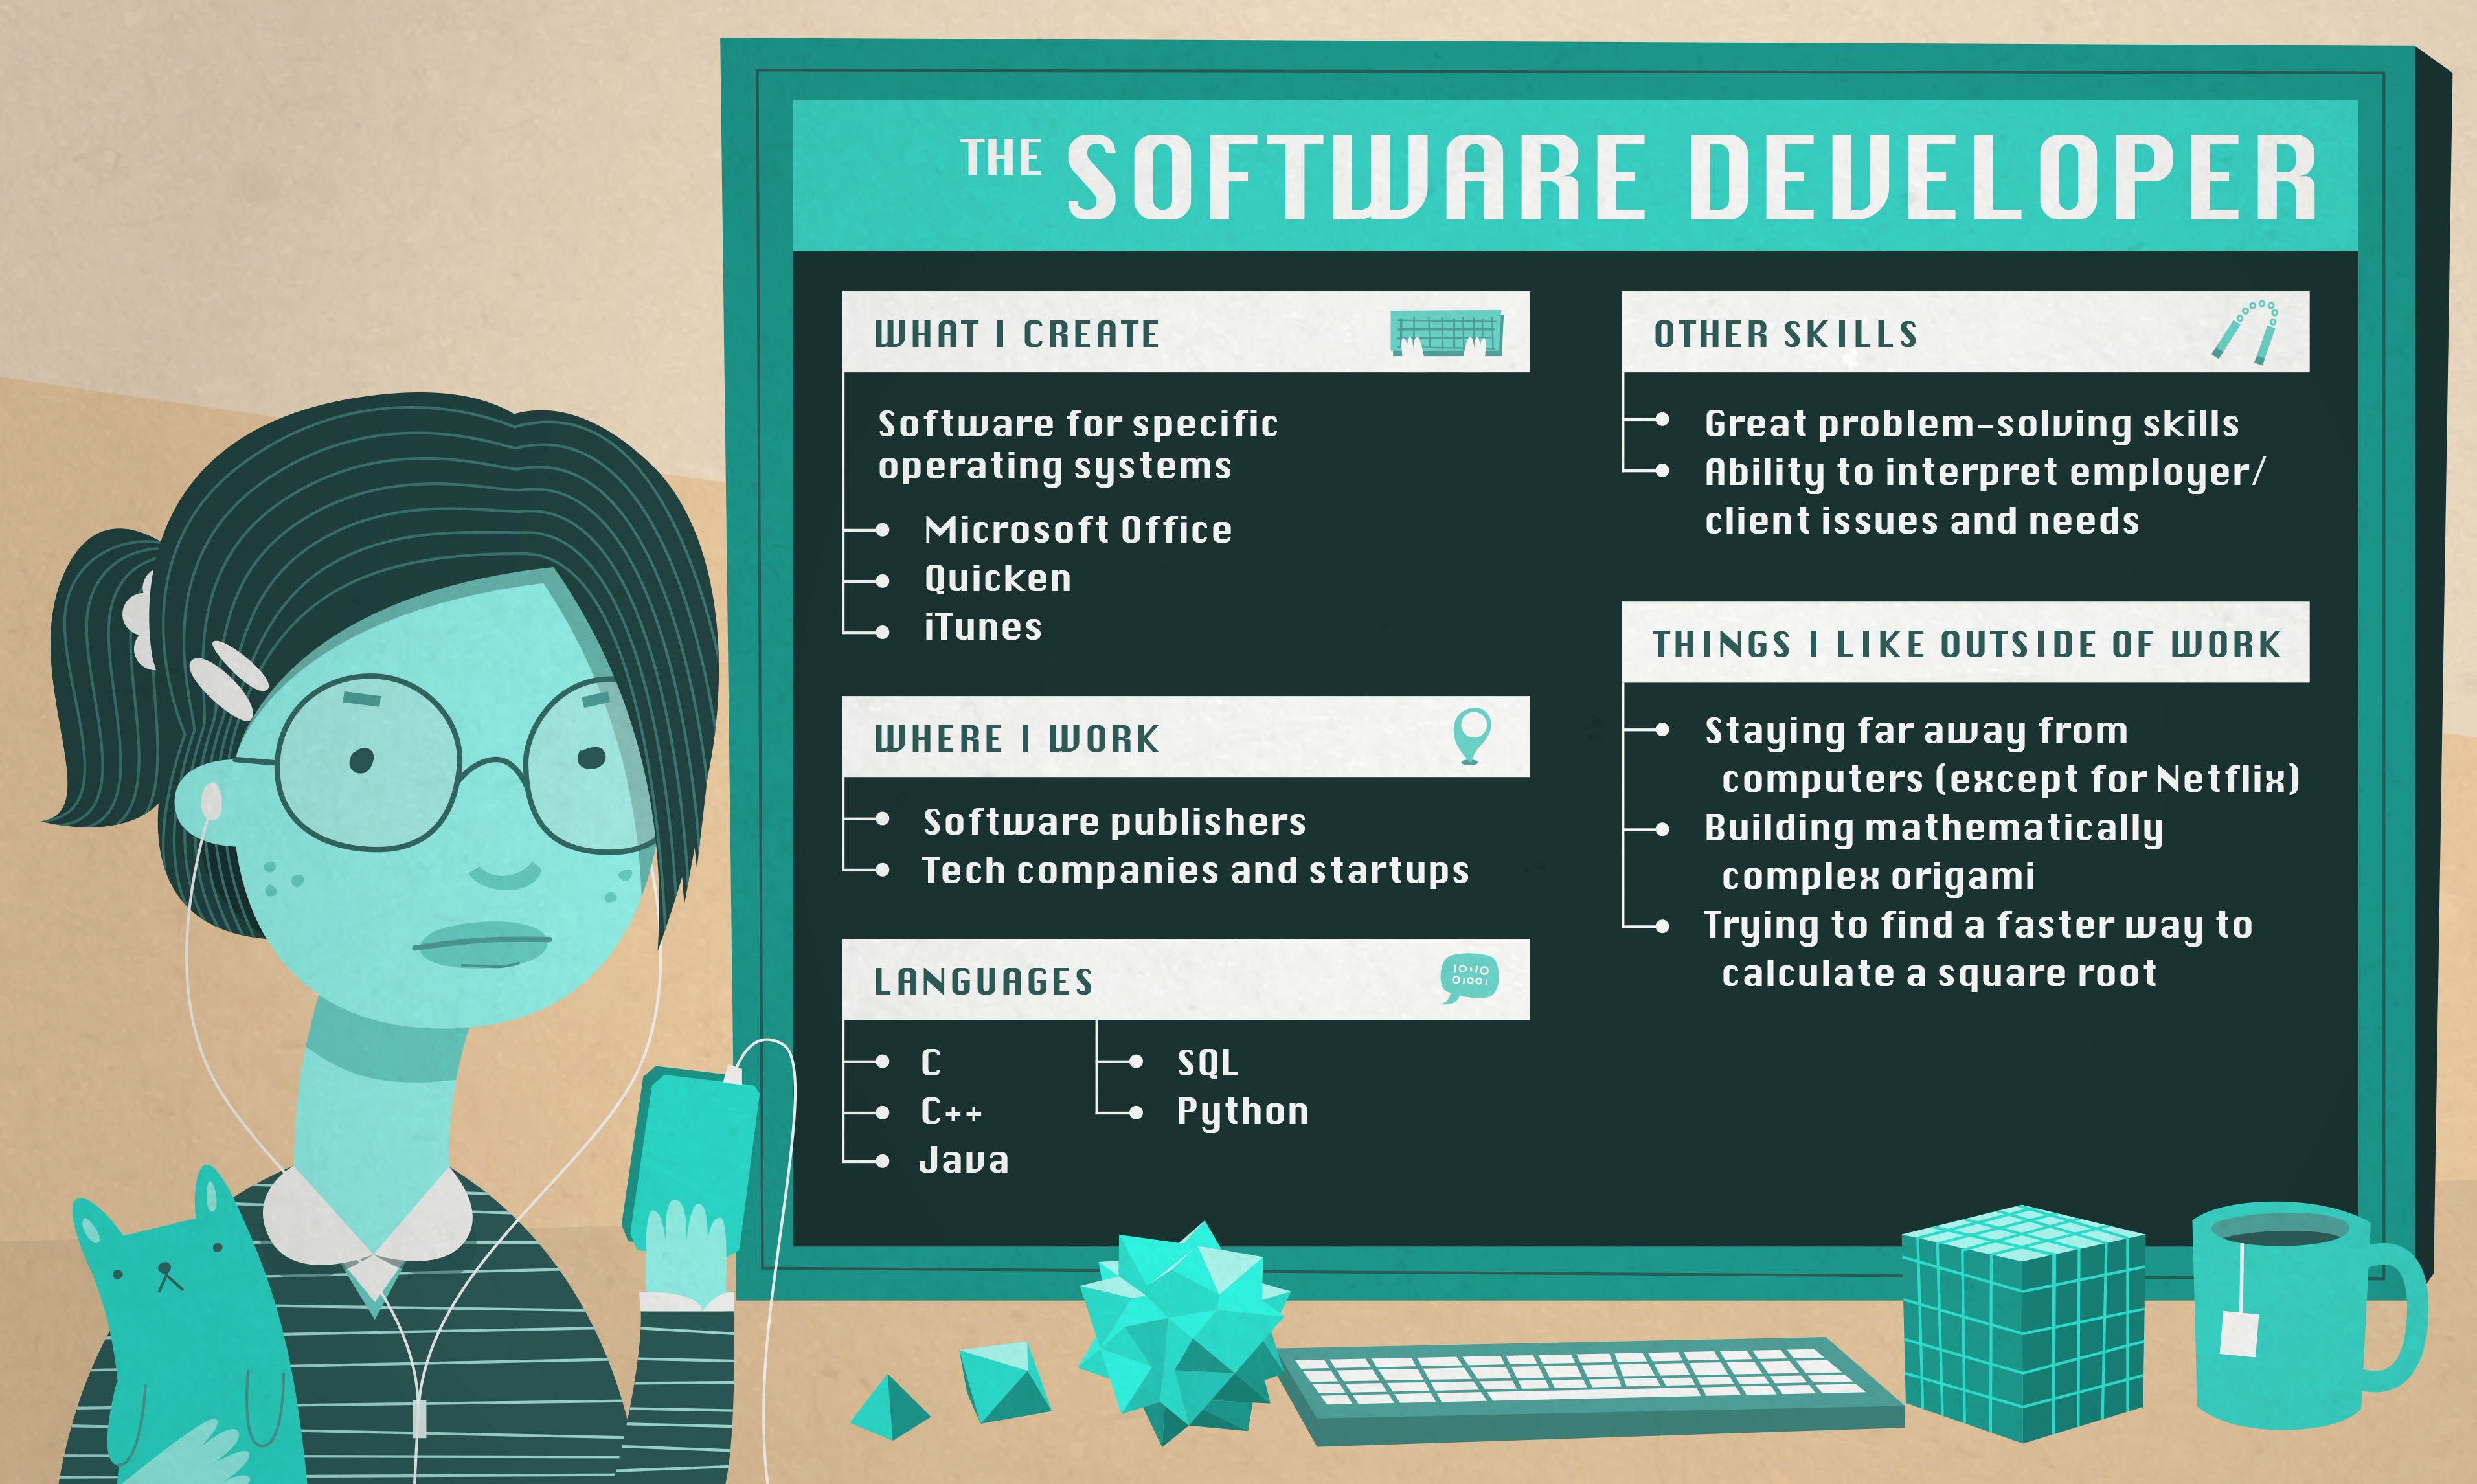 THE SOFTWARE DEVELOPER
WHAT I CREATE
Software for specific
operating systems
Microsoft Office
Quicken
iTunes
WHERE I WORK
Software publishers
Tech companies and startups
LANGUAGES
10110
01001
C
C++
Java
SQL
Python
OTHER SKILLS
Great problem-solving skills
Ability to interpret employer/
client issues and needs
THINGS I LIKE OUTSIDE OF WORK
Staying far away from
computers (except for Netflix)
Building mathematically
complex origami
Trying to find a faster way to
calculate a square root